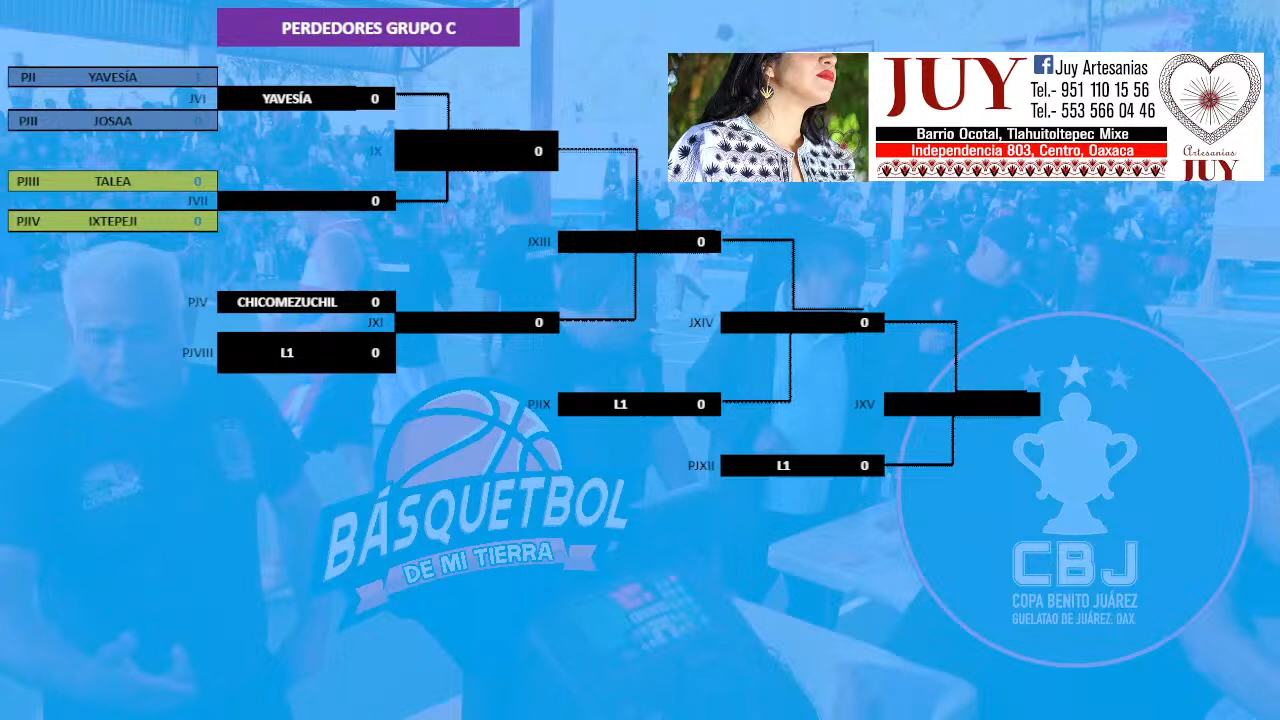 PERDEDORES GRUPO C
PJI YAVESÍA
JVI YAVESÍA 0
PJII JOSAA 0
JX 0
PJIII TALEA 0
JVII 0
PJIV IXTEPEJI 0
JXIII 0
PJV CHICOMEZUCHIL 0
JXI 0
JXIV 0
PJVIII L1 0
PJIX L1 0
JXV
PJXII L1 0
JUY
Juy Artesanias
Tel.- 951 110 15 56
Tel.- 553 566 04 46
Barrio Ocotal, Tlahuitoltepec Mixe
Independencia 803, Centro, Oaxaca
Artesanías
JUY
BÁSQUETBOL
DE MI TIERRA
CBJ
COPA BENITO JUÁREZ
GUELATAO DE JUÁREZ. OAX.